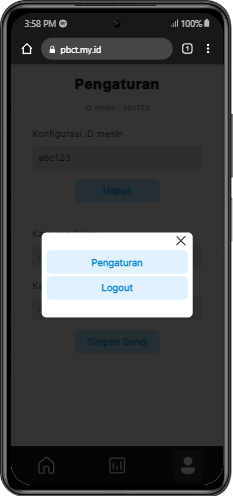 3:58 PM
100%
pbct.my.id
1
Pengaturan
ID mesin : abc123
Konfigurasi ID mesin
abc123
Hapus
Pengaturan
Logout
Simpan Sandi